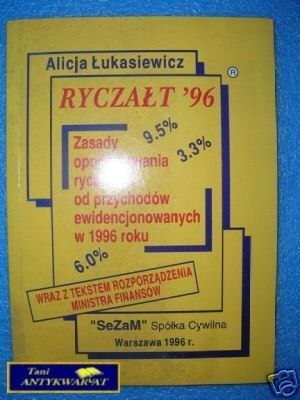 Alicja Łukasiewicz
®
RYCZAŁT '96
9.5%
Zasady
3.3%
od przychodów
ewidencjonowanych
w 1996 roku
6.0%
WRAZ Z TEKSTEM ROZPORZĄDZENIA
MINISTRA FINANSÓW
"SeZaM" Spółka Cywilna
Warszawa 1996 r.
Tani
ANTYKWARIAT